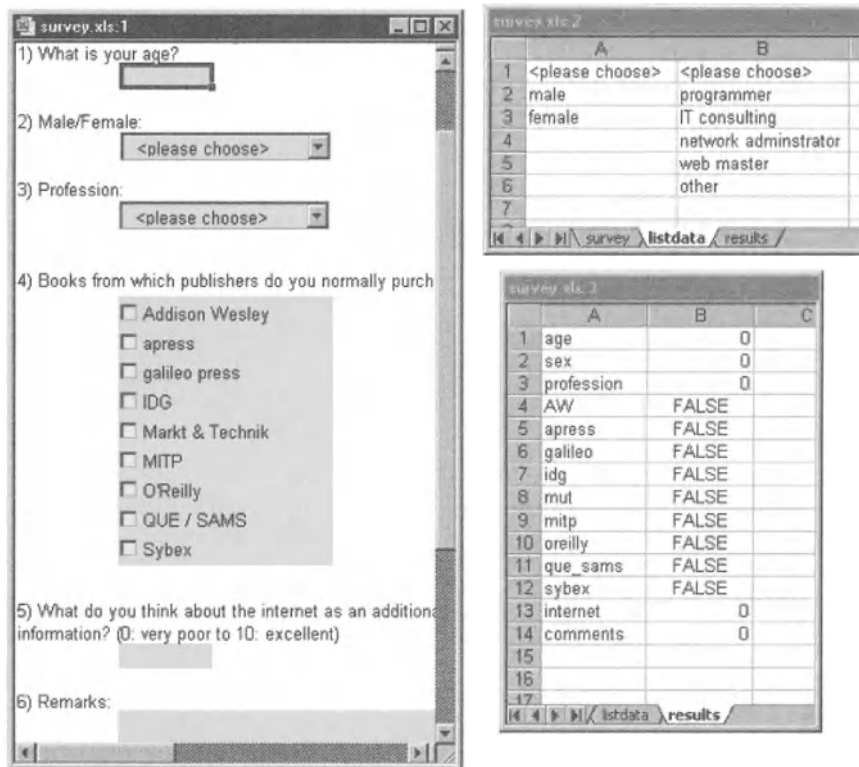 survey.xls:1
1) What is your age?
2) Male/Female:
<please choose>
3) Profession:
<please choose>
4) Books from which publishers do you normally purch
Addison Wesley
apress
galileo press
IDG
Markt & Technik
MITP
O'Reilly
QUE / SAMS
Sybex
5) What do you think about the internet as an additiona
information? (0: very poor to 10: excellent)
6) Remarks:
survey.xls:2
A B
1 <please choose> <please choose>
2 male programmer
3 female IT consulting
4 network adminstrator
5 web master
6 other
7
survey listdata results
survey.xls:3
A B C
1 age 0
2 sex 0
3 profession 0
4 AW FALSE
5 apress FALSE
6 galileo FALSE
7 idg FALSE
8 mut FALSE
9 mitp FALSE
10 oreilly FALSE
11 que_sams FALSE
12 sybex FALSE
13 internet 0
14 comments 0
15
16
17
listdata results